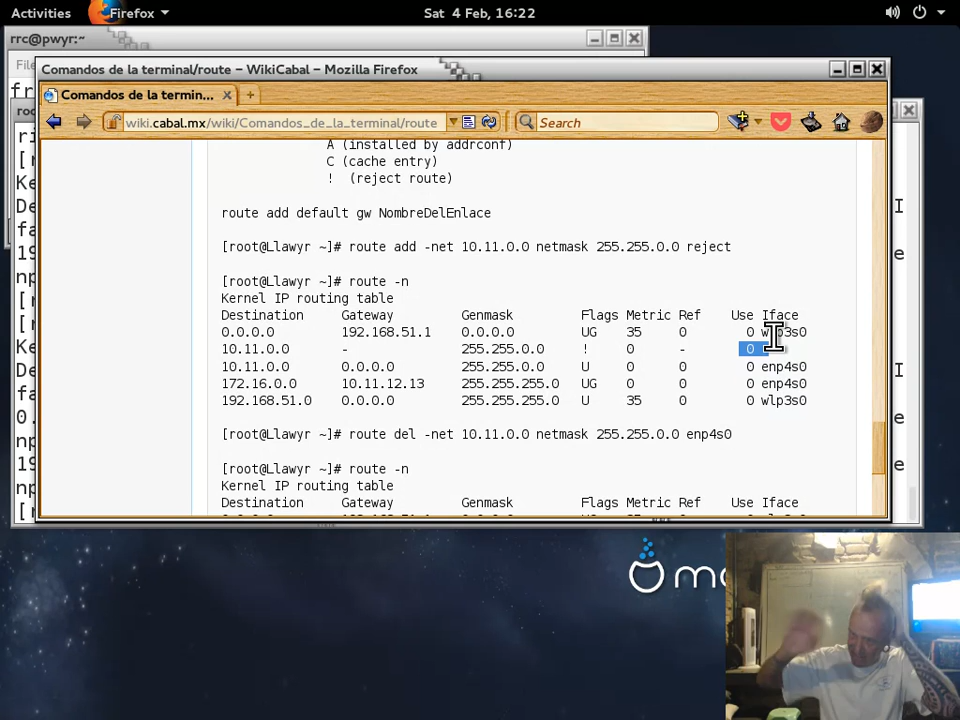 Activities Firefox Sat 4 Feb, 16:22
rrc@pwyr:~
Fil
Comandos de la terminal/route – WikiCabal – Mozilla Firefox
Comandos de la termin...
wiki.cabal.mx/wiki/Comandos_de_la_terminal/route Search
A (installed by addrconf)
C (cache entry)
! (reject route)
route add default gw NombreDelEnlace
[root@Llawyr ~]# route add -net 10.11.0.0 netmask 255.255.0.0 reject
[root@Llawyr ~]# route -n
Kernel IP routing table
Destination Gateway Genmask Flags Metric Ref Use Iface
0.0.0.0 192.168.51.1 0.0.0.0 UG 35 0 0 wlp3s0
10.11.0.0 - 255.255.0.0 ! 0 - 0 -
10.11.0.0 0.0.0.0 255.255.0.0 U 0 0 0 enp4s0
172.16.0.0 10.11.12.13 255.255.255.0 UG 0 0 0 enp4s0
192.168.51.0 0.0.0.0 255.255.255.0 U 35 0 0 wlp3s0
[root@Llawyr ~]# route del -net 10.11.0.0 netmask 255.255.0.0 enp4s0
[root@Llawyr ~]# route -n
Kernel IP routing table
Destination Gateway Genmask Flags Metric Ref Use Iface